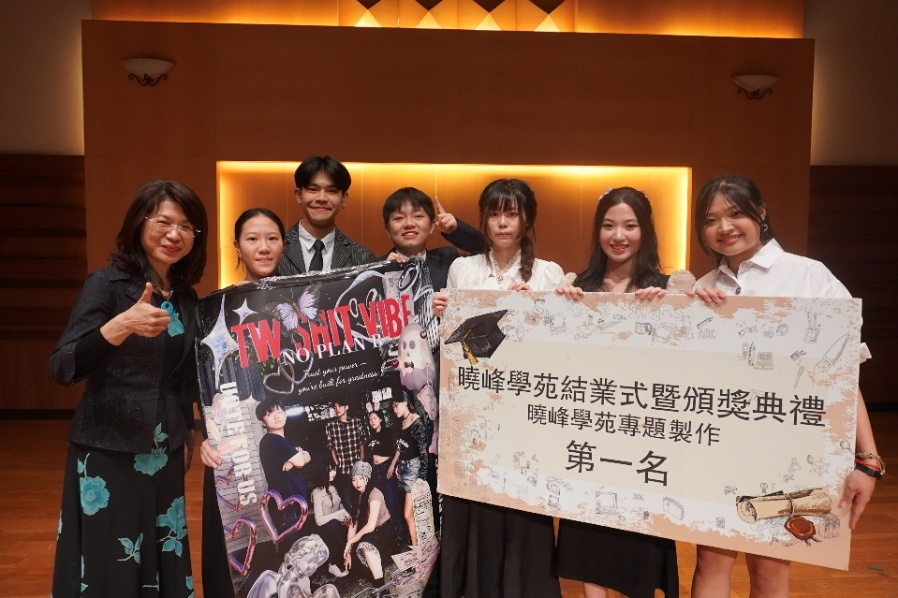 TW SHIT VIBE
NO PLAN B
Trust your power —
you're built for greatness
曉峰學苑結業式暨頒獎典禮
曉峰學苑專題製作
第一名